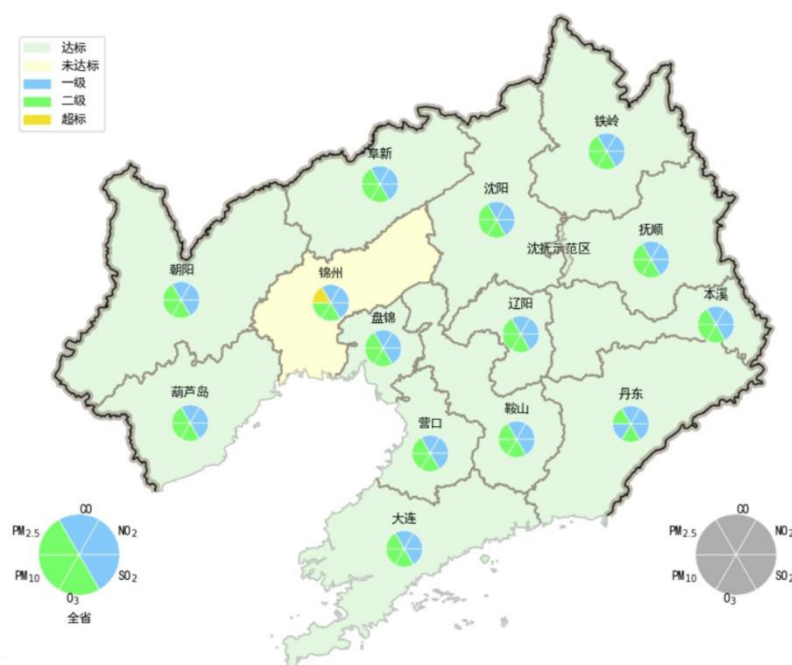 达标
未达标
一级
二级
超标
铁岭
阜新
沈阳
抚顺
沈抚示范区
朝阳
锦州
本溪
盘锦
辽阳
葫芦岛
丹东
营口
鞍山
大连
CO
PM2.5
NO2
PM10
SO2
O3
全省
CO
PM2.5
NO2
PM10
SO2
O3